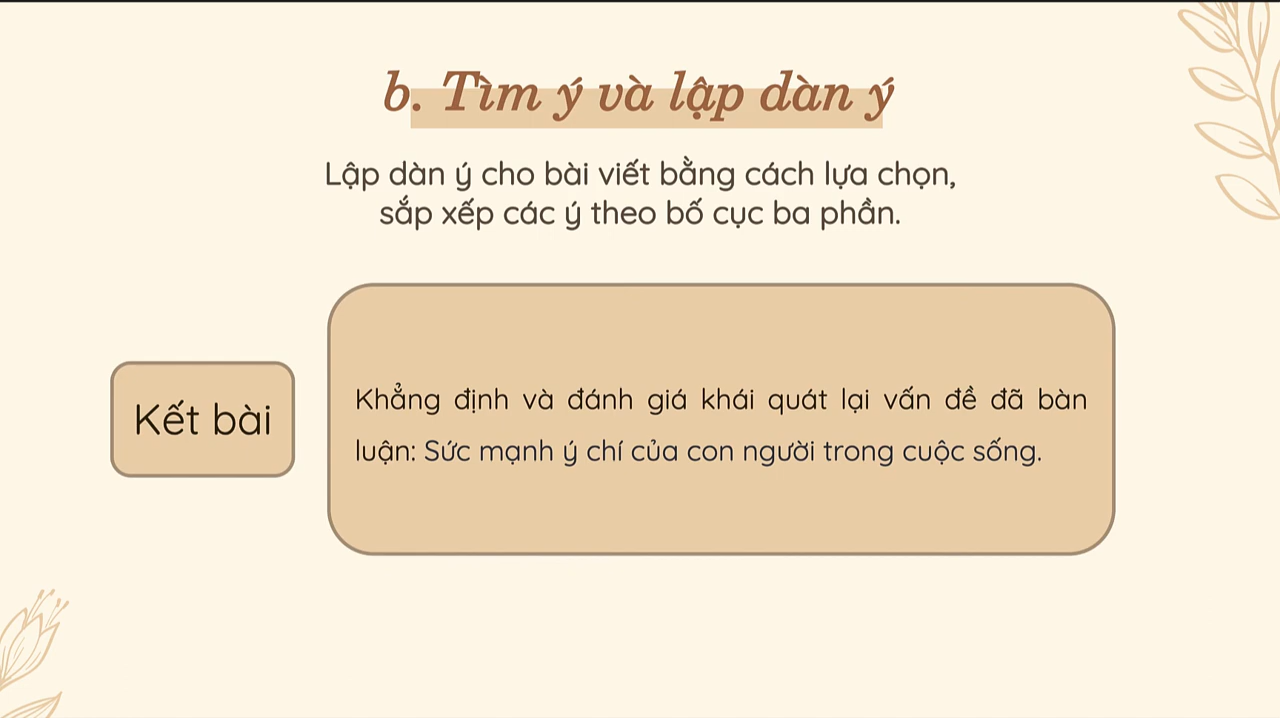 b. Tìm ý và lập dàn ý
Lập dàn ý cho bài viết bằng cách lựa chọn,
sắp xếp các ý theo bố cục ba phần.
Kết bài
Khẳng định và đánh giá khái quát lại vấn đề đã bàn
luận: Sức mạnh ý chí của con người trong cuộc sống.